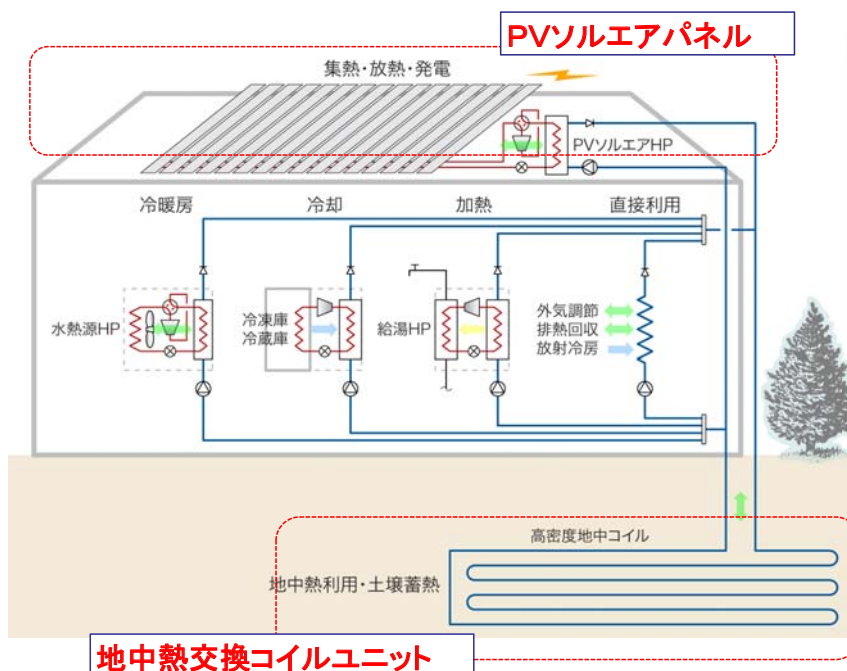 PVソルエアパネル
集熱・放熱・発電
PVソルエアHP
冷暖房
冷却
加熱
直接利用
水熱源HP
冷凍庫
冷蔵庫
給湯HP
外気調節
排熱回収
放射冷房
高密度地中コイル
地中熱利用・土壌蓄熱
地中熱交換コイルユニット